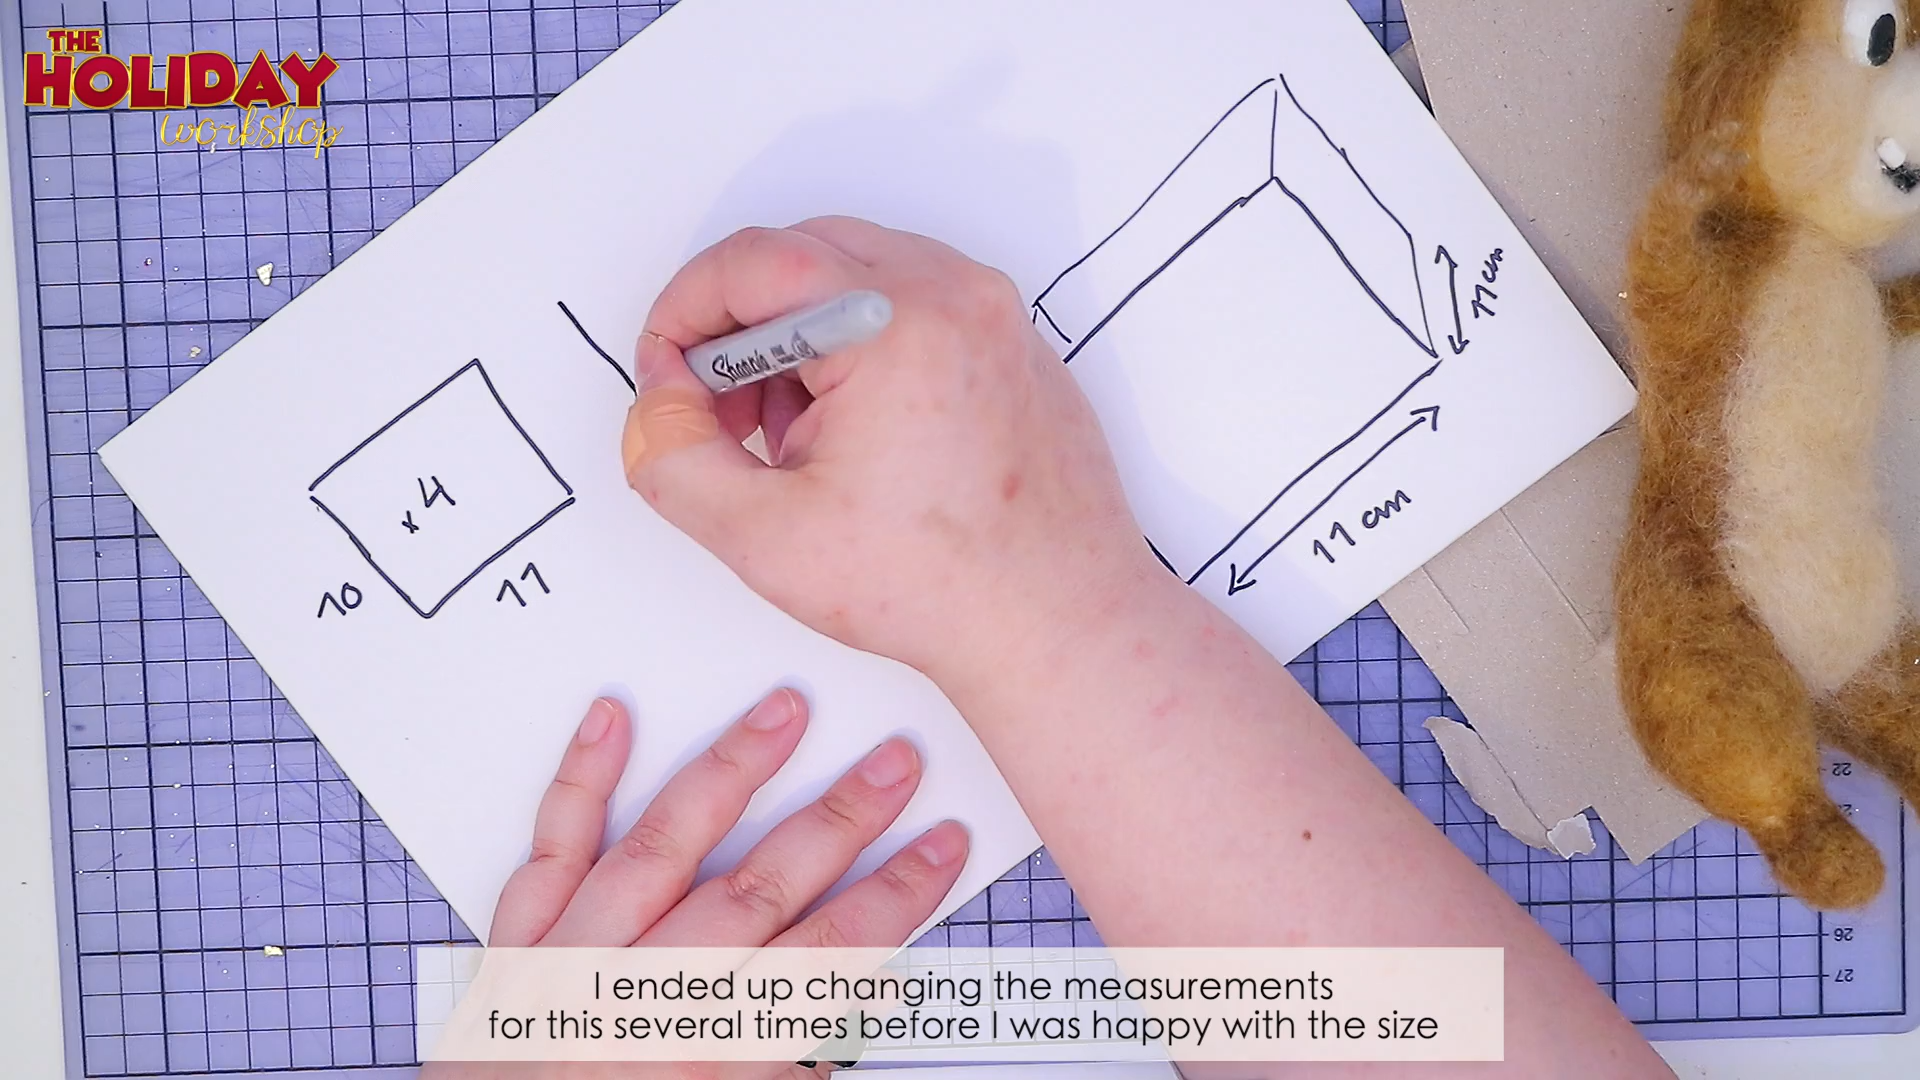 THE
HOLIDAY
workshop
Sharpie
11 cm
11 cm
x4
10
11
22
26
27
I ended up changing the measurements
for this several times before I was happy with the size